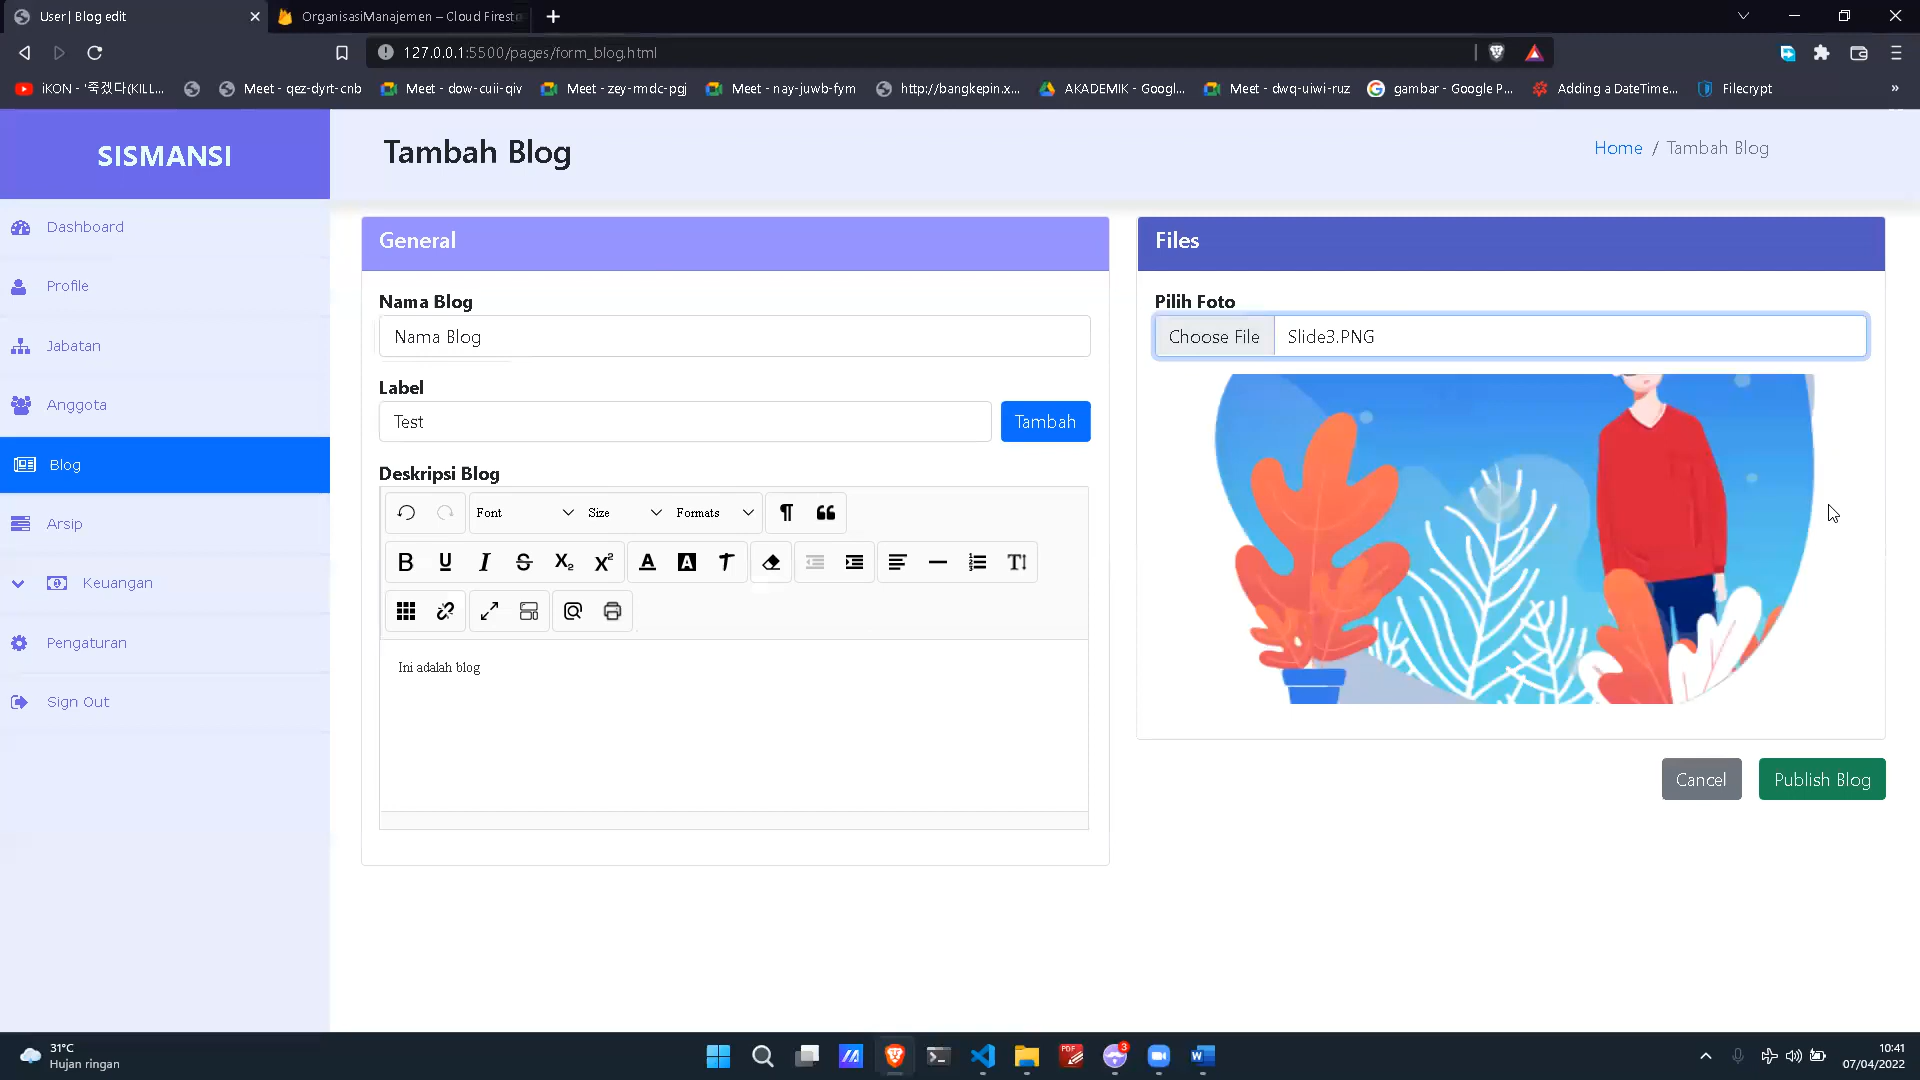 User | Blog edit
OrganisasiManajemen – Cloud Firest
127.0.0.1:5500/pages/form_blog.html
iKON - '죽겠다(KILL...
Meet - qez-dyrt-cnb
Meet - dow-cuii-qiv
Meet - zey-rmdc-pgj
Meet - nay-juwb-fym
http://bangkepin.x...
AKADEMIK - Googl...
Meet - dwq-uiwi-ruz
gambar - Google P...
Adding a DateTime...
Filecrypt
»
SISMANSI
Tambah Blog
Home / Tambah Blog
Dashboard
Profile
Jabatan
Anggota
Blog
Arsip
Keuangan
Pengaturan
Sign Out
General
Nama Blog
Nama Blog
Label
Test
Tambah
Deskripsi Blog
Font
Size
Formats
Ini adalah blog
Files
Pilih Foto
Choose File
Slide3.PNG
Cancel
Publish Blog
31°C
Hujan ringan
PDF
3
10:41
07/04/2022